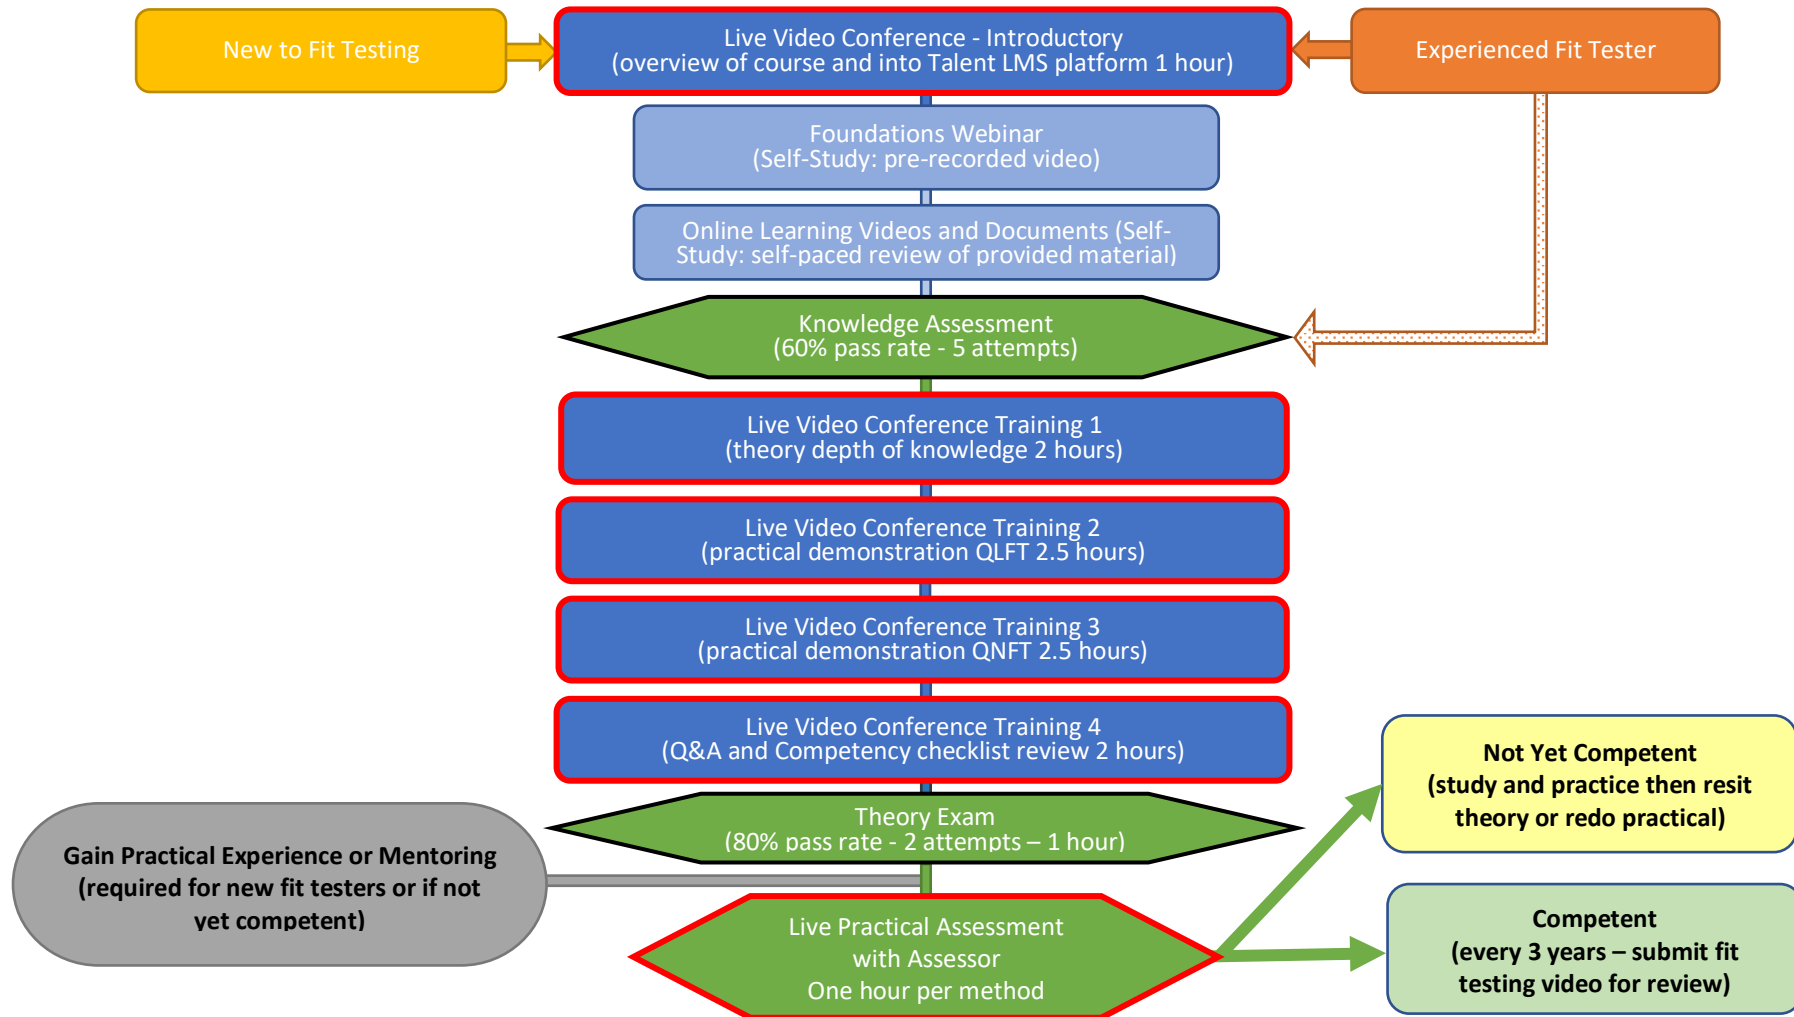 New to Fit Testing
Live Video Conference - Introductory
(overview of course and into Talent LMS platform 1 hour)
Experienced Fit Tester
Foundations Webinar
(Self-Study: pre-recorded video)
Online Learning Videos and Documents (Self-
Study: self-paced review of provided material)
Knowledge Assessment
(60% pass rate - 5 attempts)
Live Video Conference Training 1
(theory depth of knowledge 2 hours)
Live Video Conference Training 2
(practical demonstration QLFT 2.5 hours)
Live Video Conference Training 3
(practical demonstration QNFT 2.5 hours)
Live Video Conference Training 4
(Q&A and Competency checklist review 2 hours)
Theory Exam
(80% pass rate - 2 attempts – 1 hour)
Gain Practical Experience or Mentoring
(required for new fit testers or if not
yet competent)
Live Practical Assessment
with Assessor
One hour per method
Not Yet Competent
(study and practice then resit
theory or redo practical)
Competent
(every 3 years – submit fit
testing video for review)